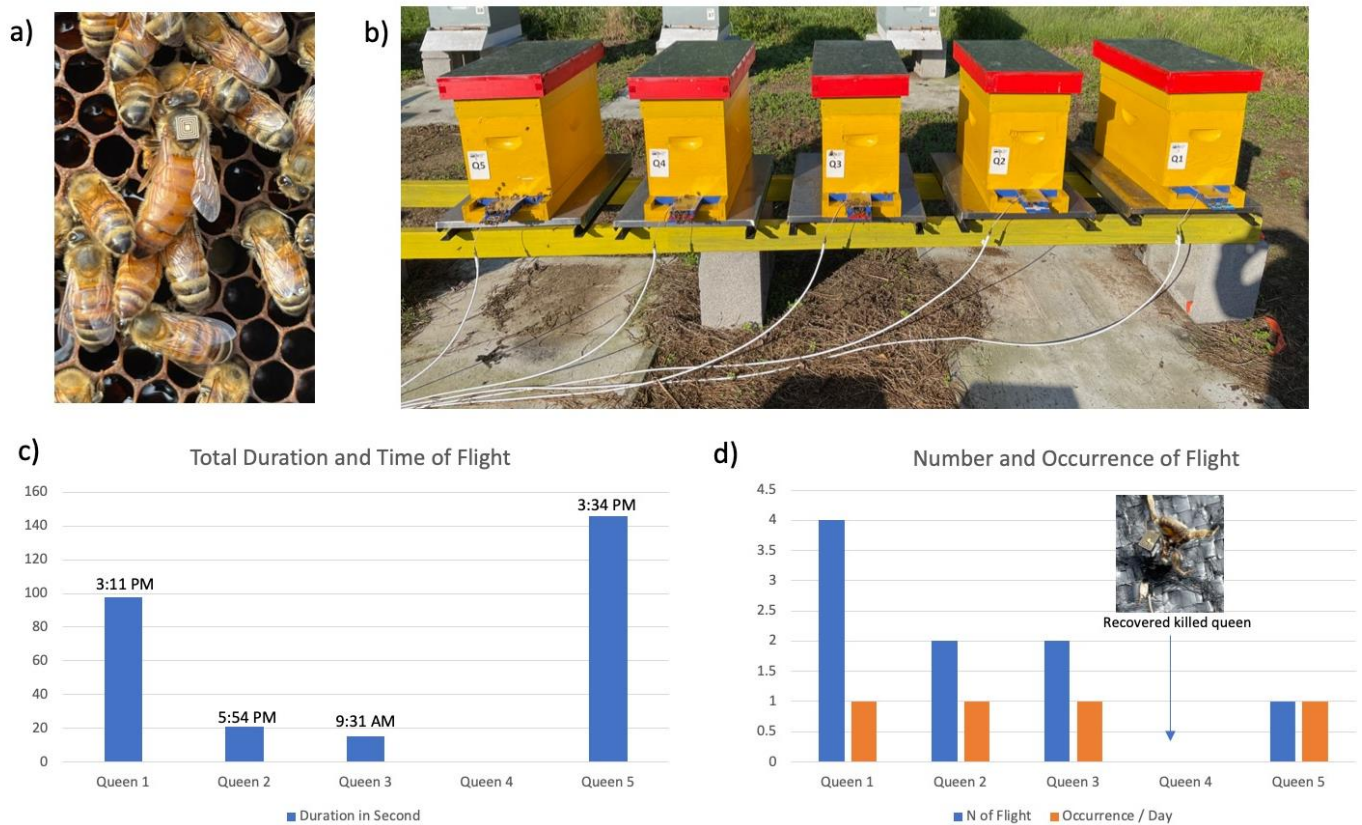 a)
b)
Q5
Q4
Q3
Q2
Q1
c)
Total Duration and Time of Flight
160
140
120
100
80
60
40
20
0
3:11 PM
5:54 PM
9:31 AM
3:34 PM
Queen 1 Queen 2 Queen 3 Queen 4 Queen 5
Duration in Second
d)
Number and Occurrence of Flight
4.5
4
3.5
3
2.5
2
1.5
1
0.5
0
Recovered killed queen
Queen 1 Queen 2 Queen 3 Queen 4 Queen 5
N of Flight Occurrence / Day